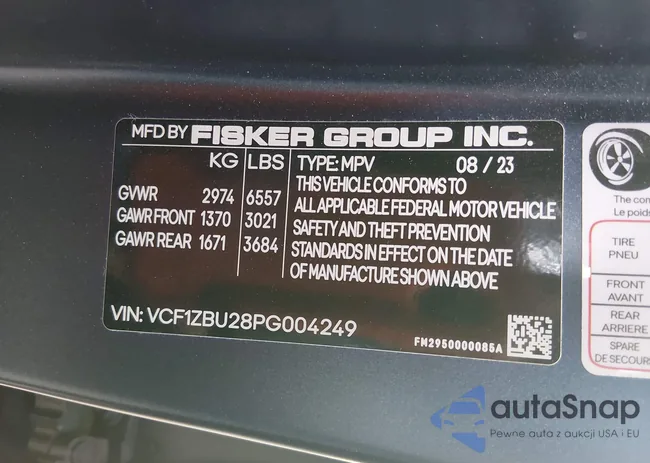 MFD BY FISKER GROUP INC.
KG LBS TYPE: MPV 08 / 23
THIS VEHICLE CONFORMS TO
GVWR 2974 6557 ALL APPLICABLE FEDERAL MOTOR VEHICLE
GAWR FRONT 1370 3021 SAFETY AND THEFT PREVENTION
GAWR REAR 1671 3684 STANDARDS IN EFFECT ON THE DATE
OF MANUFACTURE SHOWN ABOVE
VIN: VCF1ZBU28PG004249
FM2950000085A
The com
Le poids
TIRE
PNEU
FRONT
AVANT
REAR
ARRIERE
SPARE
DE SECOURS
autaSnap
Pewne auta z aukcji USA i EU